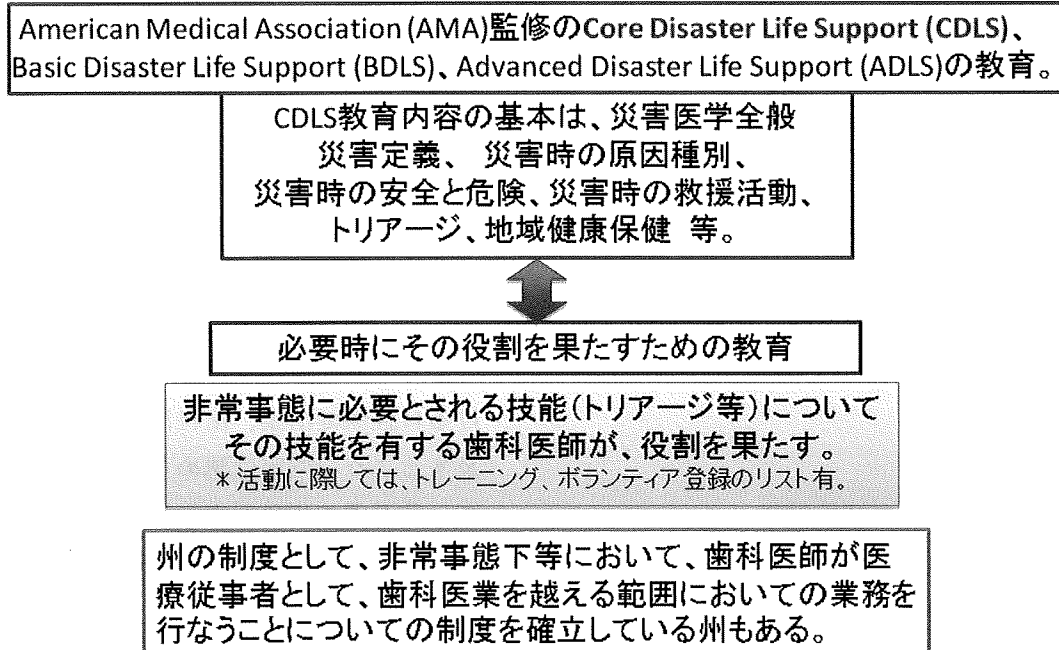 American Medical Association (AMA)監修のCore Disaster Life Support (CDLS)、
Basic Disaster Life Support (BDLS)、Advanced Disaster Life Support (ADLS)の教育。
CDLS教育内容の基本は、災害医学全般
災害定義、 災害時の原因種別、
災害時の安全と危険、災害時の救援活動、
トリアージ、地域健康保健 等。
必要時にその役割を果たすための教育
非常事態に必要とされる技能(トリアージ等)について
その技能を有する歯科医師が、役割を果たす。
＊活動に際しては、トレーニング、ボランティア登録のリスト有。
州の制度として、非常事態下等において、歯科医師が医
療従事者として、歯科医業を越える範囲においての業務を
行なうことについての制度を確立している州もある。